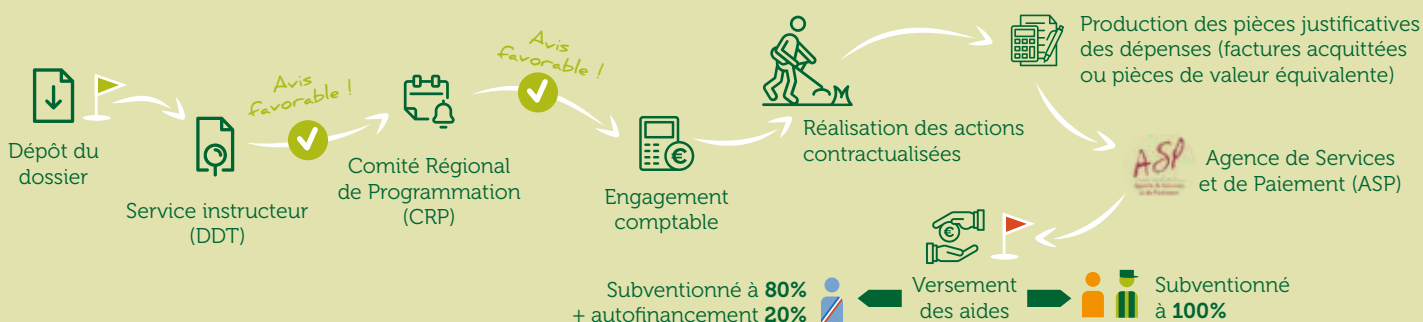 Dépôt du
dossier
Service instructeur
(DDT)
Avis
favorable !
Comité Régional
de Programmation
(CRP)
Avis
favorable !
Engagement
comptable
Réalisation des actions
contractualisées
Production des pièces justificatives
des dépenses (factures acquittées
ou pièces de valeur équivalente)
ASP
Agence de Services
et de Paiement (ASP)
Versement
des aides
Subventionné à 80%
+ autofinancement 20%
Subventionné
à 100%